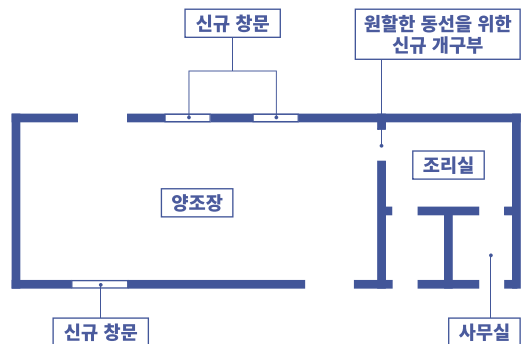 신규 창문
원할한 동선을 위한
신규 개구부
조리실
양조장
신규 창문
사무실